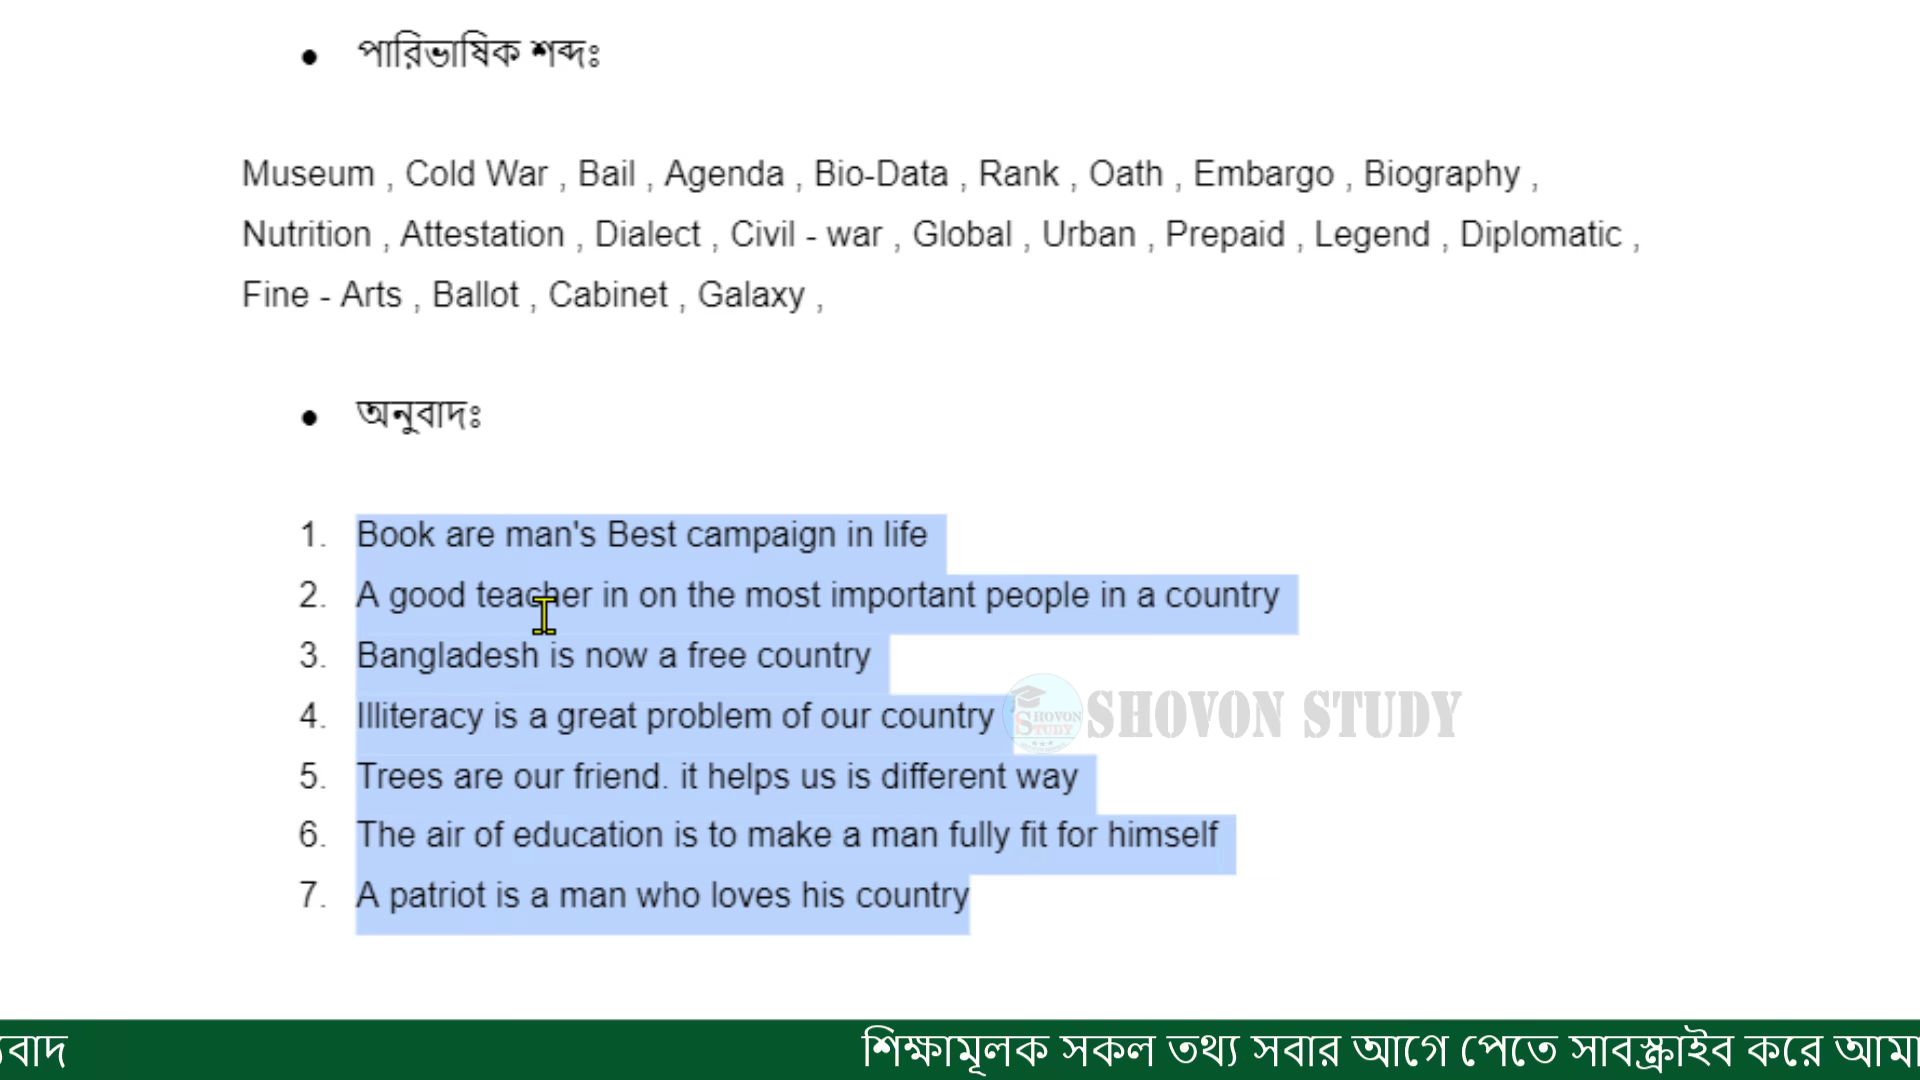 • পারিভাষিক শব্দঃ
Museum , Cold War , Bail , Agenda , Bio-Data , Rank , Oath , Embargo , Biography ,
Nutrition , Attestation , Dialect , Civil - war , Global , Urban , Prepaid , Legend , Diplomatic ,
Fine - Arts , Ballot , Cabinet , Galaxy ,
• অনুবাদঃ
1. Book are man's Best campaign in life
2. A good teacher in on the most important people in a country
3. Bangladesh is now a free country
4. Illiteracy is a great problem of our country
SHOVON STUDY
SHOVON STUDY
5. Trees are our friend. it helps us is different way
6. The air of education is to make a man fully fit for himself
7. A patriot is a man who loves his country
শিক্ষামূলক সকল তথ্য সবার আগে পেতে সাবস্ক্রাইব করে আমা